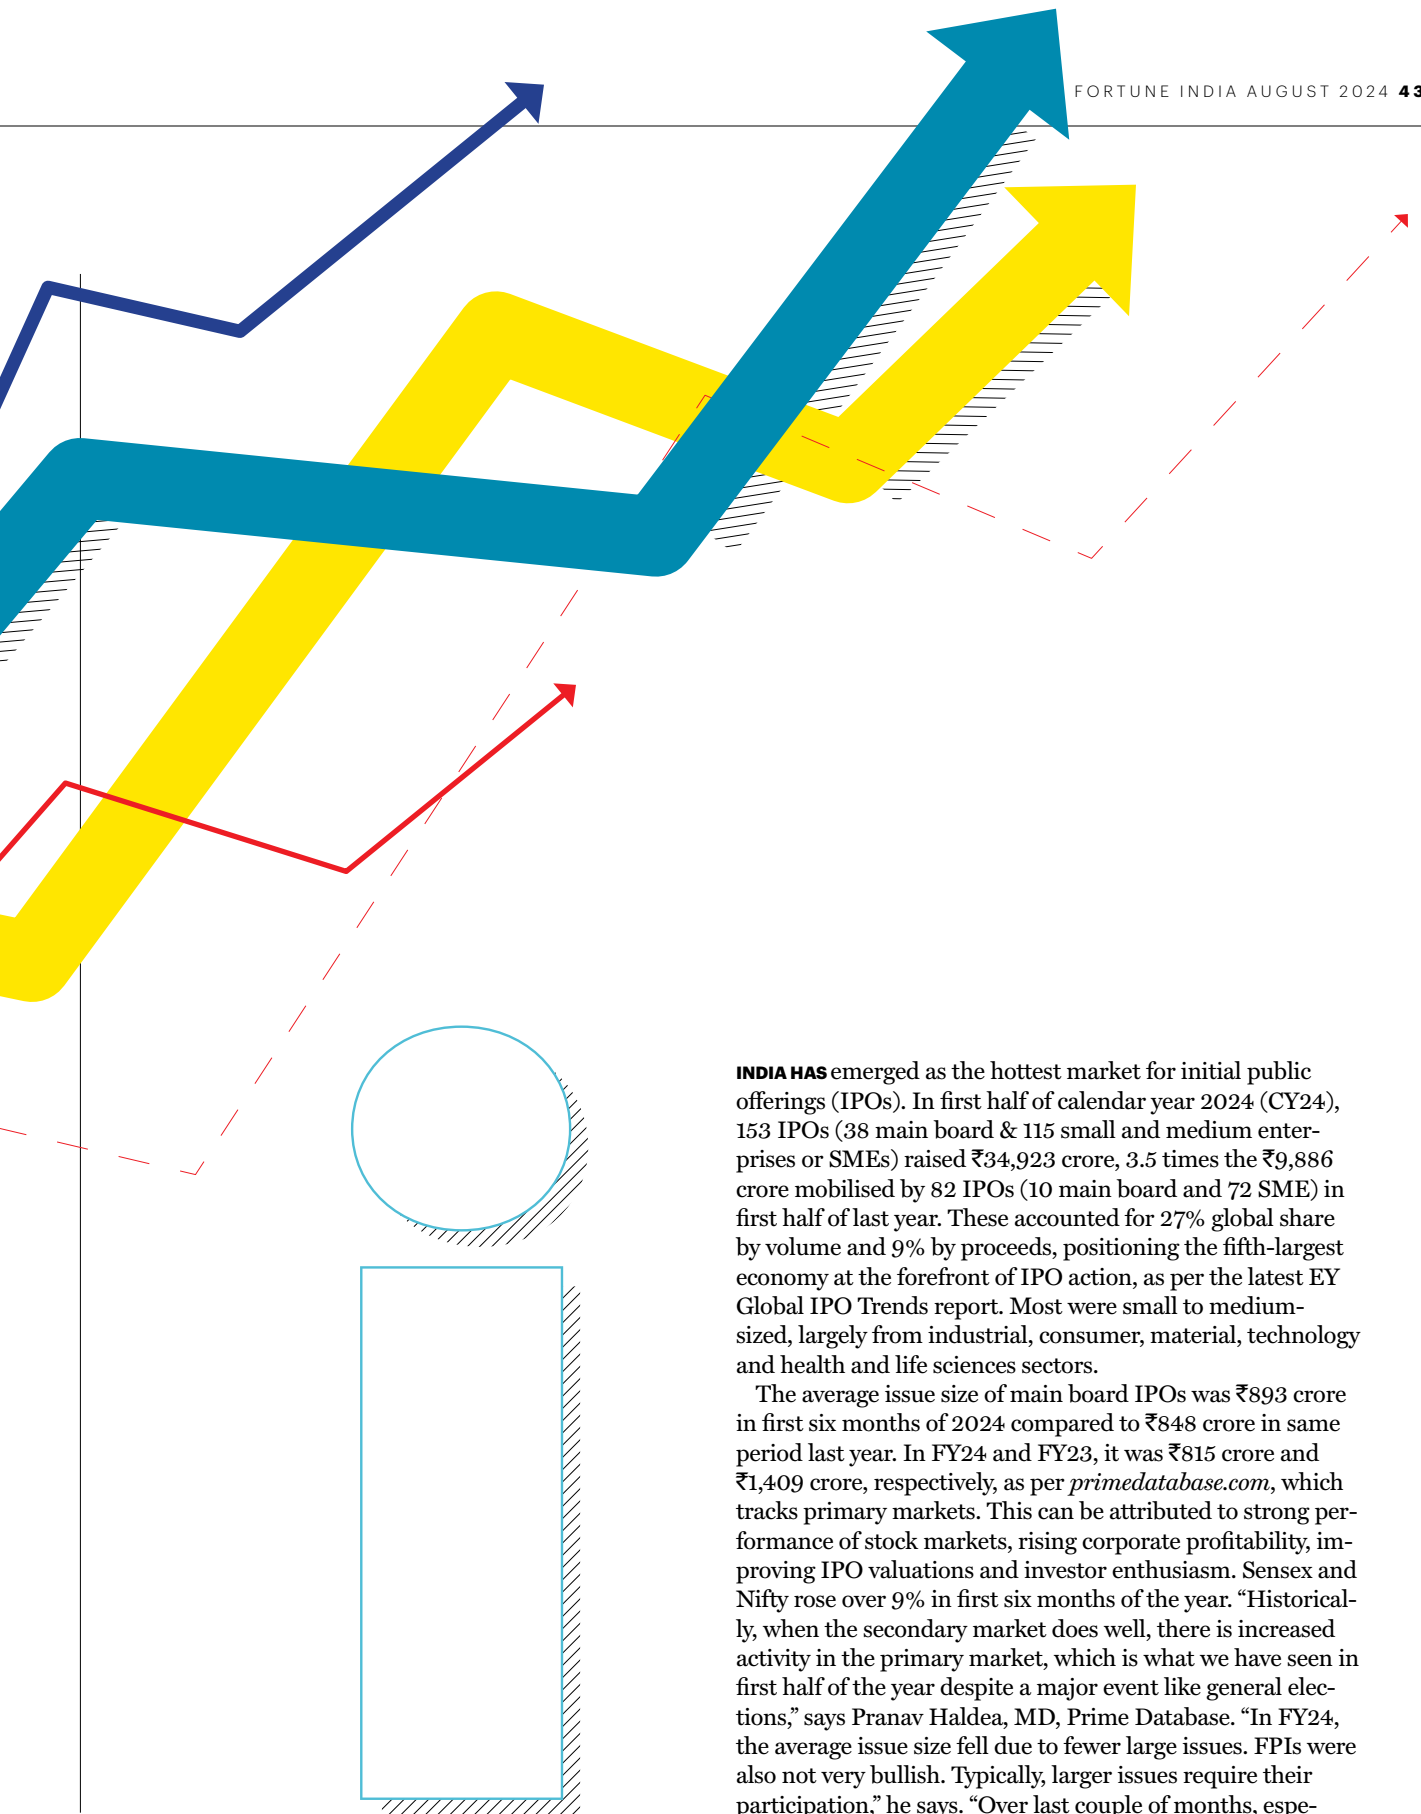 FORTUNE INDIA AUGUST 2024 43
INDIA HAS emerged as the hottest market for initial public
offerings (IPOs). In first half of calendar year 2024 (CY24),
153 IPOs (38 main board & 115 small and medium enter-
prises or SMEs) raised ₹34,923 crore, 3.5 times the ₹9,886
crore mobilised by 82 IPOs (10 main board and 72 SME) in
first half of last year. These accounted for 27% global share
by volume and 9% by proceeds, positioning the fifth-largest
economy at the forefront of IPO action, as per the latest EY
Global IPO Trends report. Most were small to medium-
sized, largely from industrial, consumer, material, technology
and health and life sciences sectors.
The average issue size of main board IPOs was ₹893 crore
in first six months of 2024 compared to ₹848 crore in same
period last year. In FY24 and FY23, it was ₹815 crore and
₹1,409 crore, respectively, as per primedatabase.com, which
tracks primary markets. This can be attributed to strong per-
formance of stock markets, rising corporate profitability, im-
proving IPO valuations and investor enthusiasm. Sensex and
Nifty rose over 9% in first six months of the year. “Historical-
ly, when the secondary market does well, there is increased
activity in the primary market, which is what we have seen in
first half of the year despite a major event like general elec-
tions,” says Pranav Haldea, MD, Prime Database. “In FY24,
the average issue size fell due to fewer large issues. FPIs were
also not very bullish. Typically, larger issues require their
participation,” he says. “Over last couple of months, espe-